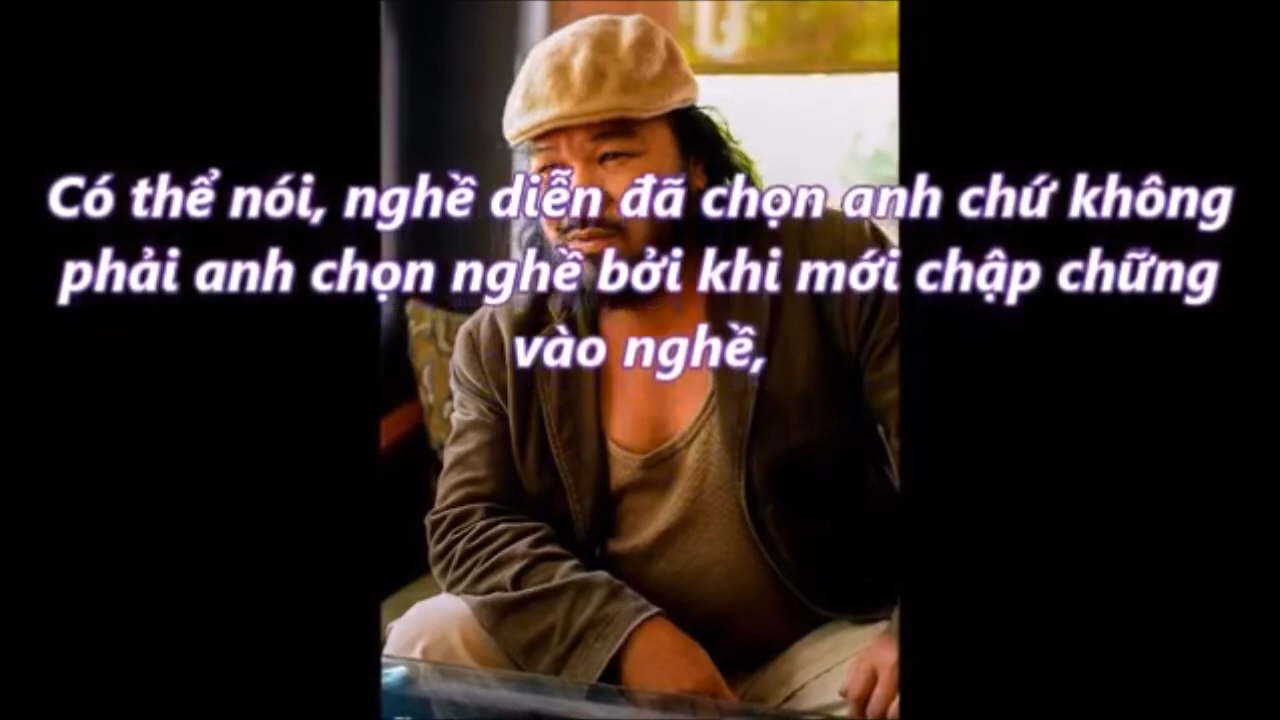 Có thể nói, nghề diễn đã chọn anh chứ không
phải anh chọn nghề bởi khi mới chập chững
vào nghề,